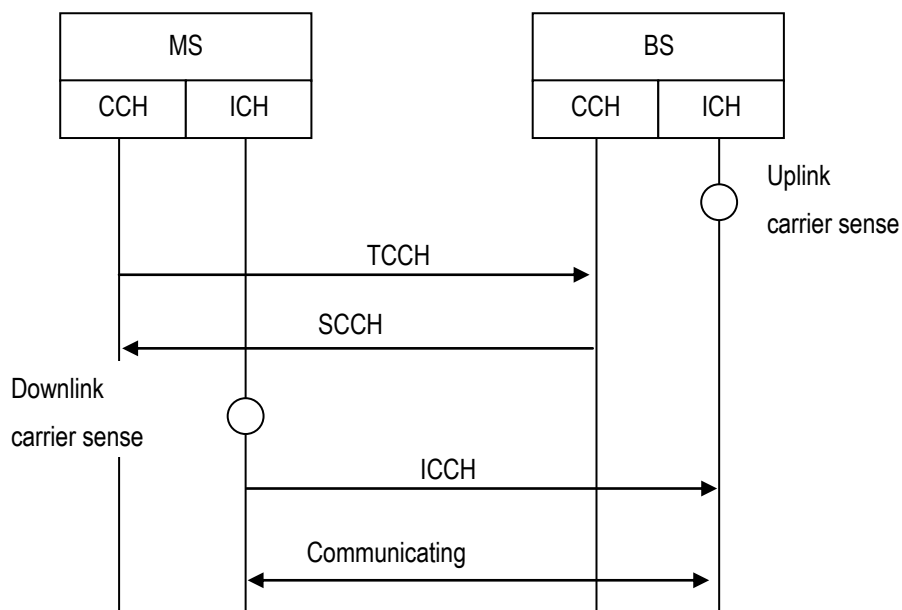 MS
BS
CCH
ICH
CCH
ICH
Uplink
carrier sense
TCCH
SCCH
Downlink
carrier sense
ICCH
Communicating